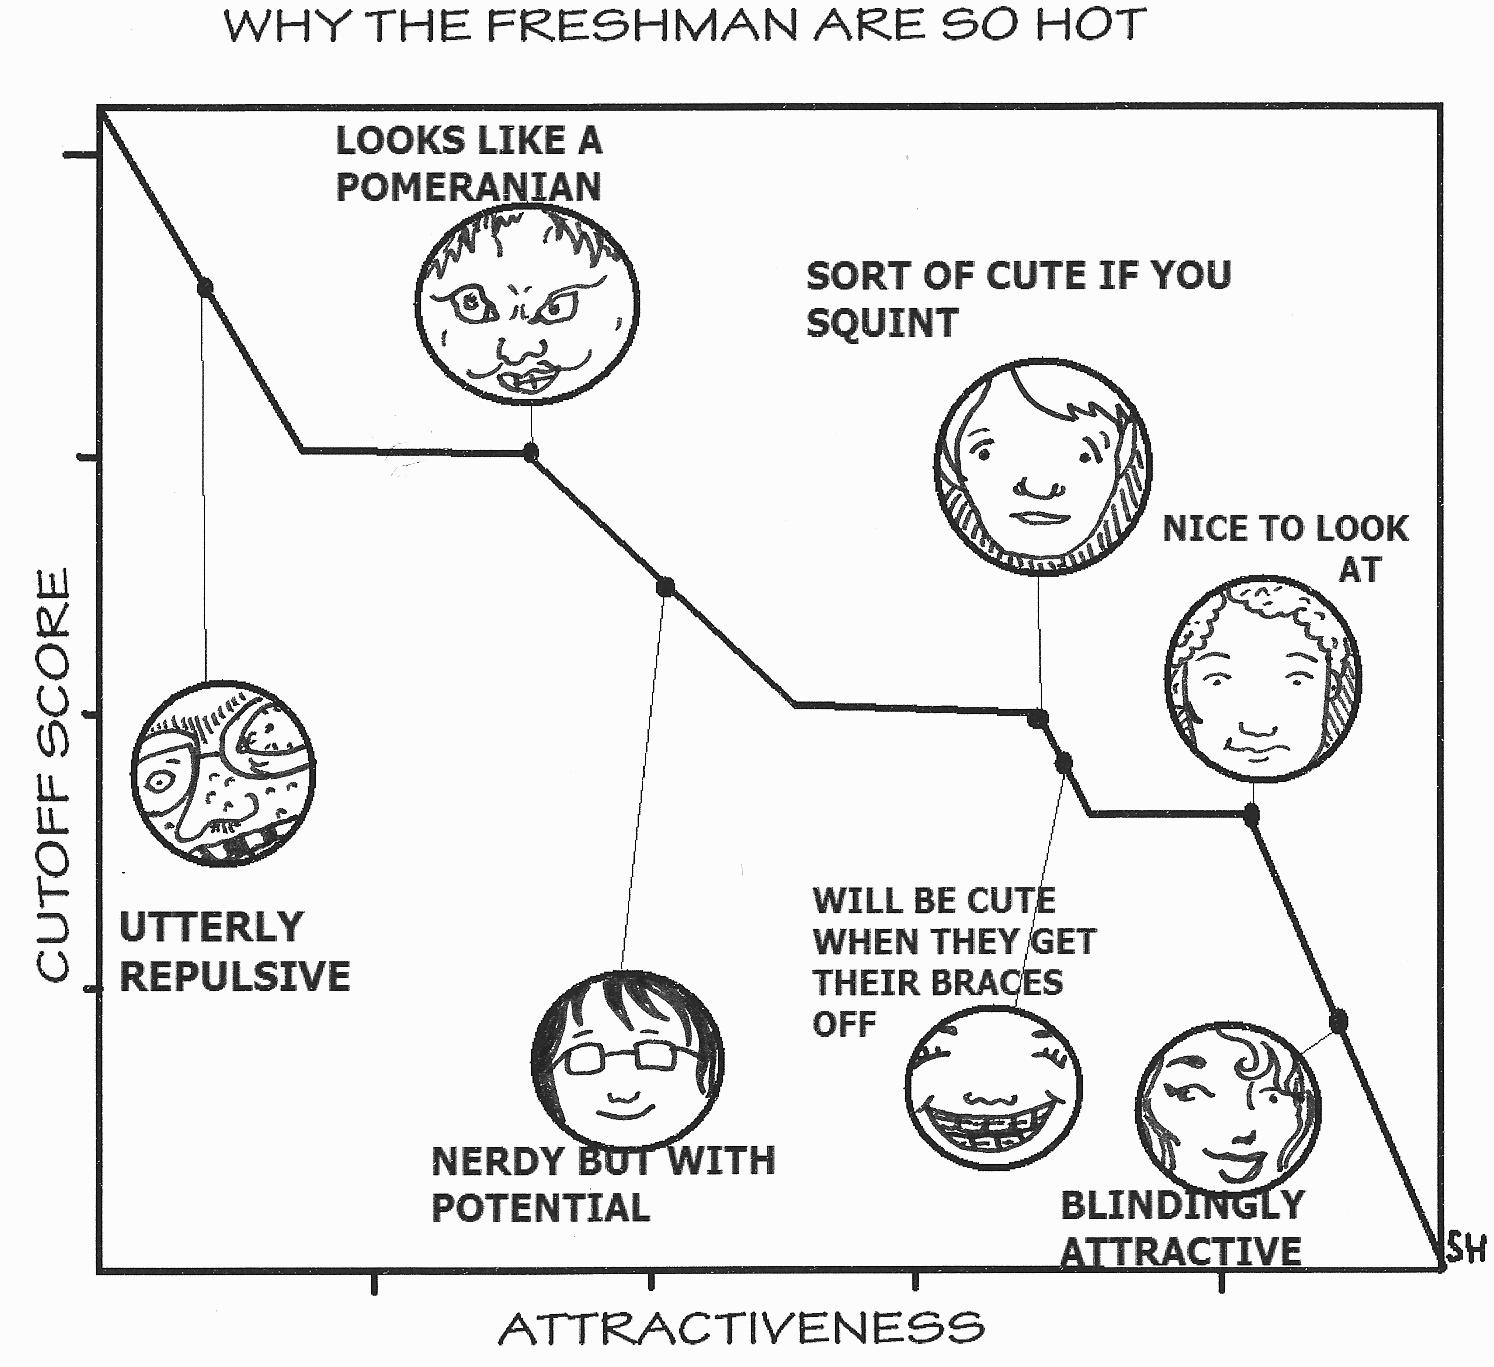 WHY THE FRESHMAN ARE SO HOT
LOOKS LIKE A
POMERANIAN
SORT OF CUTE IF YOU
SQUINT
NICE TO LOOK
AT
CUTOFF SCORE
UTTERLY
REPULSIVE
WILL BE CUTE
WHEN THEY GET
THEIR BRACES
OFF
NERDY BUT WITH
POTENTIAL
BLINDINGLY
ATTRACTIVE
SH
ATTRACTIVENESS